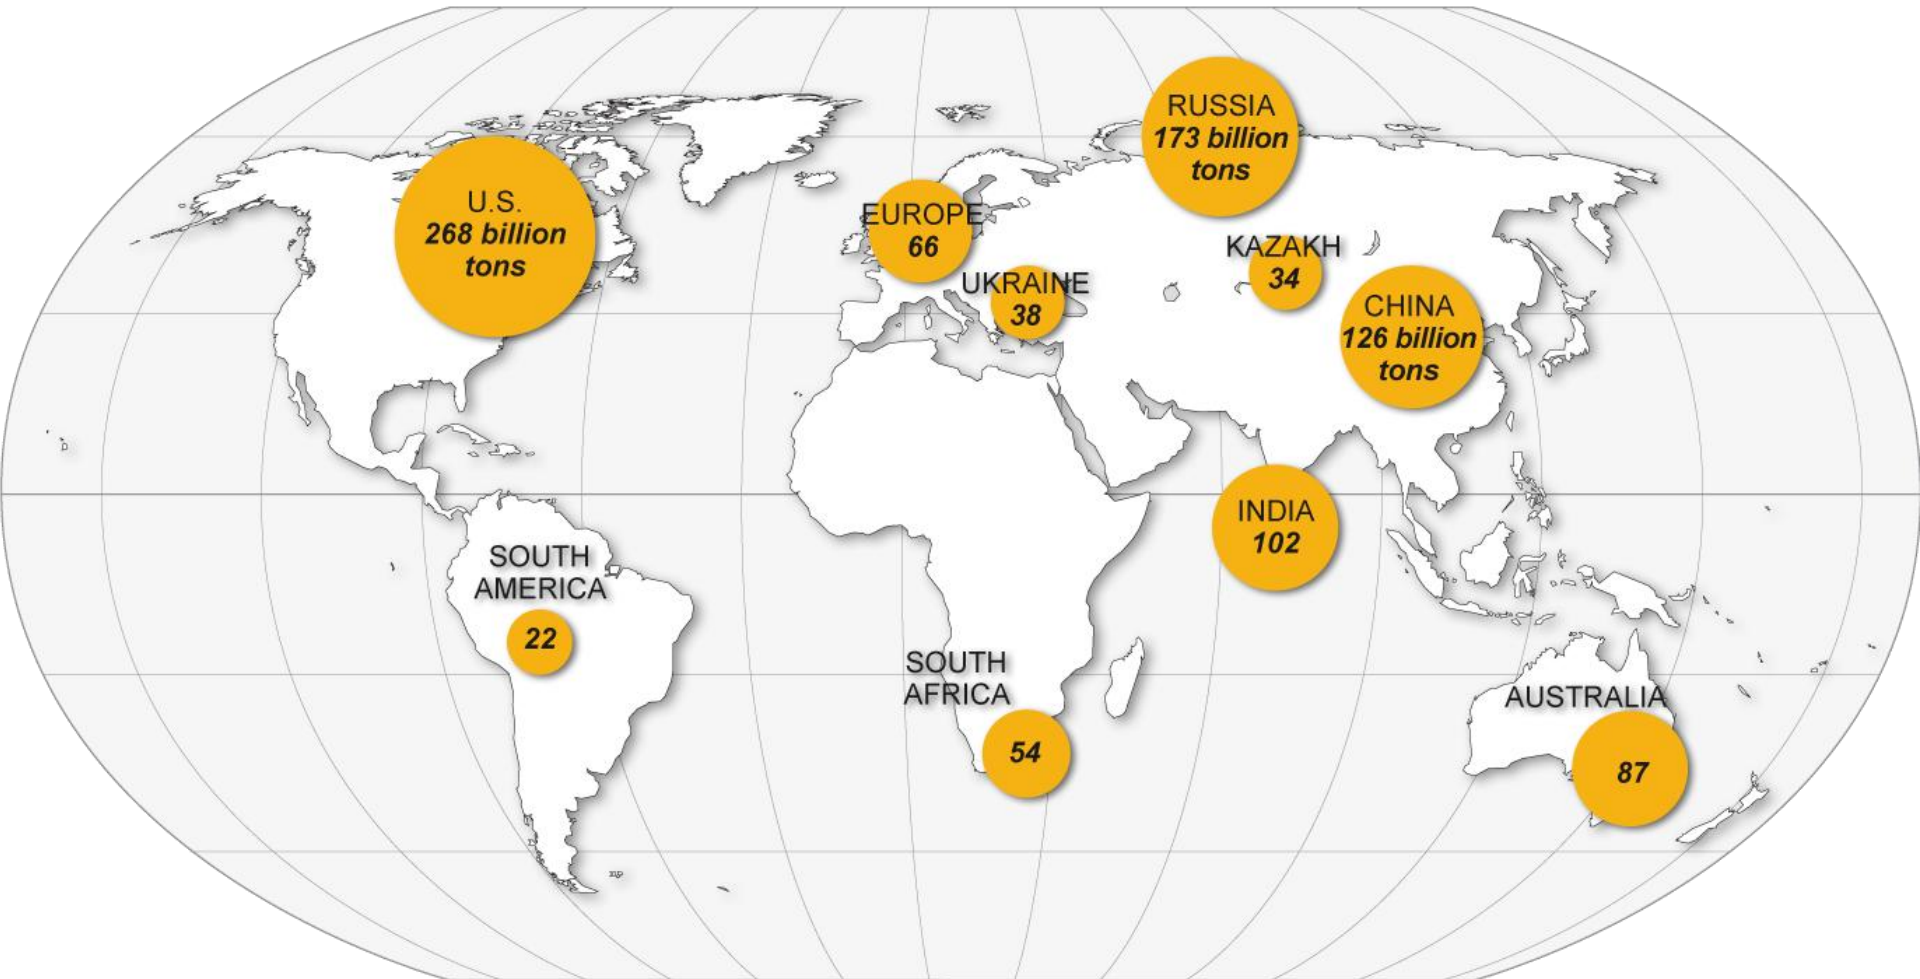 RUSSIA
173 billion
tons
U.S.
268 billion
tons
EUROPE
66
KAZAKH
34
UKRAINE
38
CHINA
126 billion
tons
INDIA
102
SOUTH
AMERICA
22
SOUTH
AFRICA
54
AUSTRALIA
87